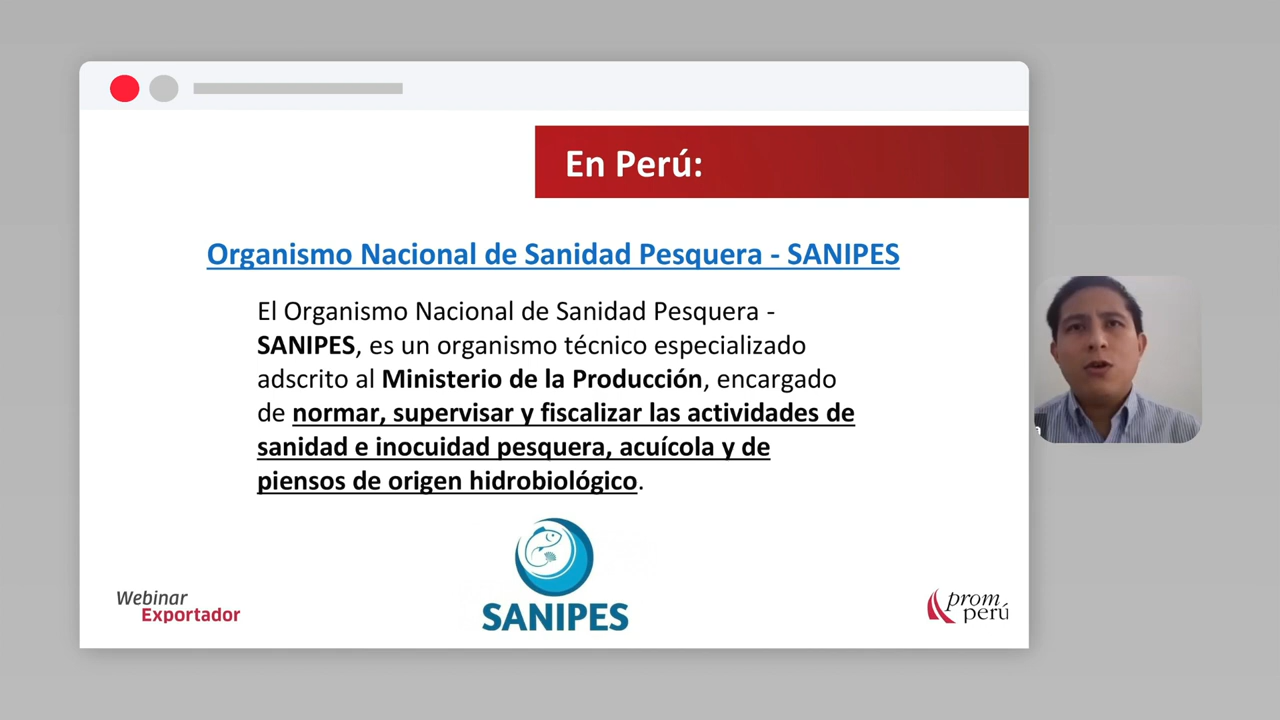 En Perú:
Organismo Nacional de Sanidad Pesquera - SANIPES
El Organismo Nacional de Sanidad Pesquera -
SANIPES, es un organismo técnico especializado
adscrito al Ministerio de la Producción, encargado
de normar, supervisar y fiscalizar las actividades de
sanidad e inocuidad pesquera, acuícola y de
piensos de origen hidrobiológico.
SANIPES
Webinar
Exportador
prom
perú